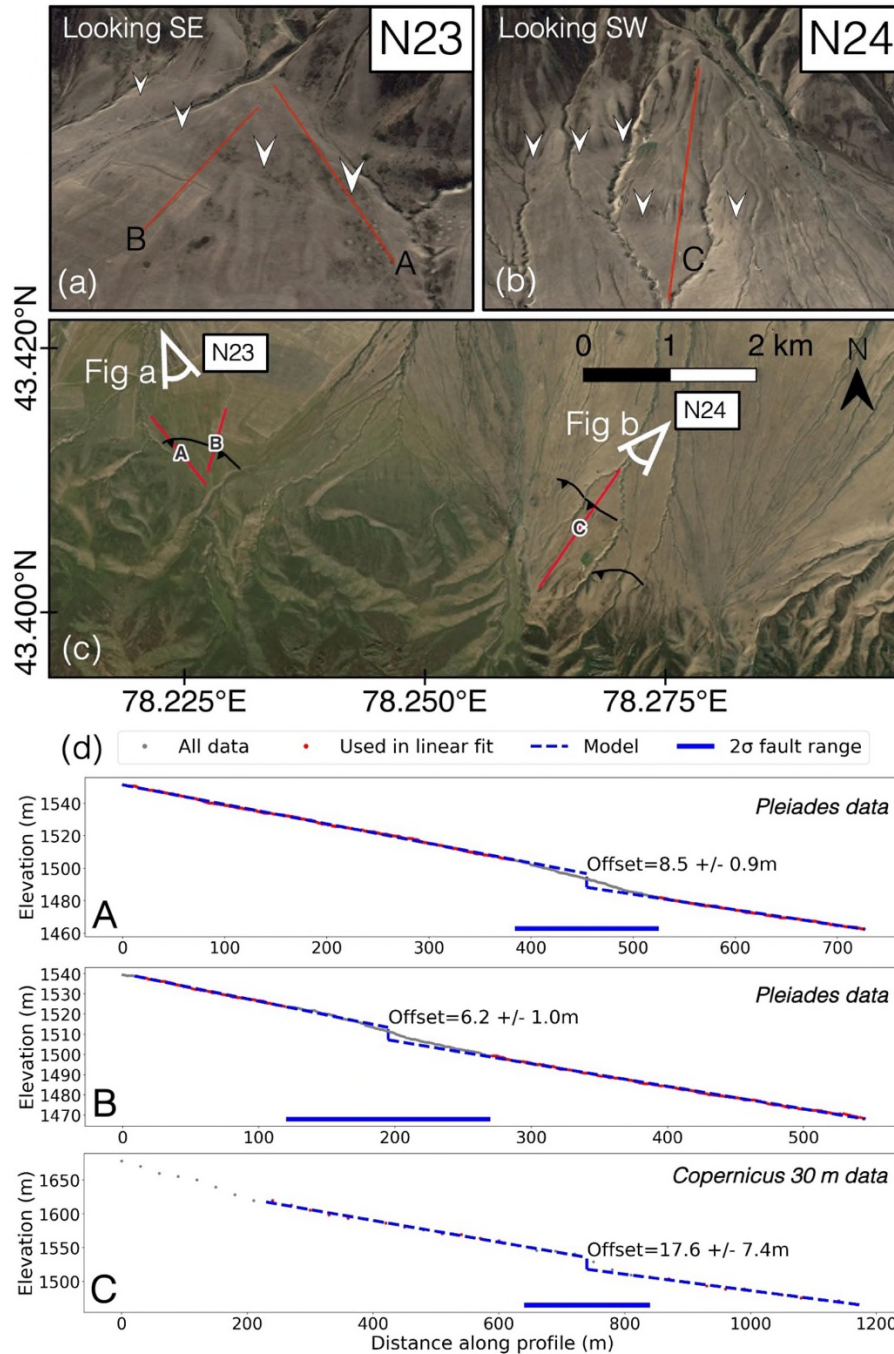 Looking SE
N23
B
A
(a)
Looking SW
N24
C
(b)
43.420°N
43.400°N
Fig a
N23
A
B
0 1 2 km
N
N24
Fig b
C
(c)
78.225°E 78.250°E 78.275°E
(d)
All data Used in linear fit Model 2σ fault range
Pleiades data
Elevation (m)
1540
1520
1500
1480
1460
Offset=8.5 +/- 0.9m
A
0 100 200 300 400 500 600 700
Pleiades data
Elevation (m)
1540
1530
1520
1510
1500
1490
1480
1470
Offset=6.2 +/- 1.0m
B
0 100 200 300 400 500
Copernicus 30 m data
Elevation (m)
1650
1600
1550
1500
Offset=17.6 +/- 7.4m
C
0 200 400 600 800 1000 1200
Distance along profile (m)